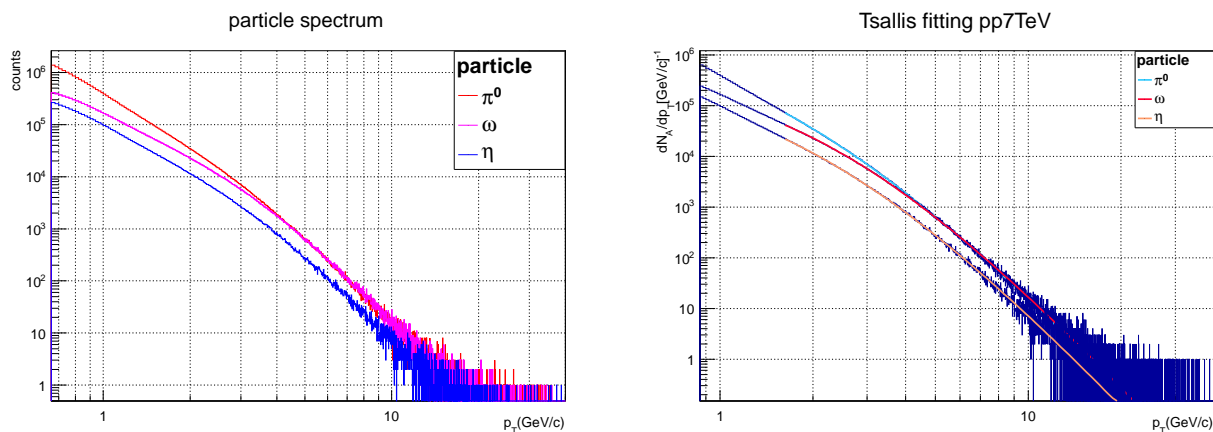 particle spectrum
counts
10⁶
10⁵
10⁴
10³
10²
10
1
1
10
p_T(GeV/c)
particle
π⁰
ω
η
Tsallis fitting pp7TeV
dN_A/dp_T[GeV/c]⁻¹
10⁶
10⁵
10⁴
10³
10²
10
1
1
10
p_T(GeV/c)
particle
π⁰
ω
η